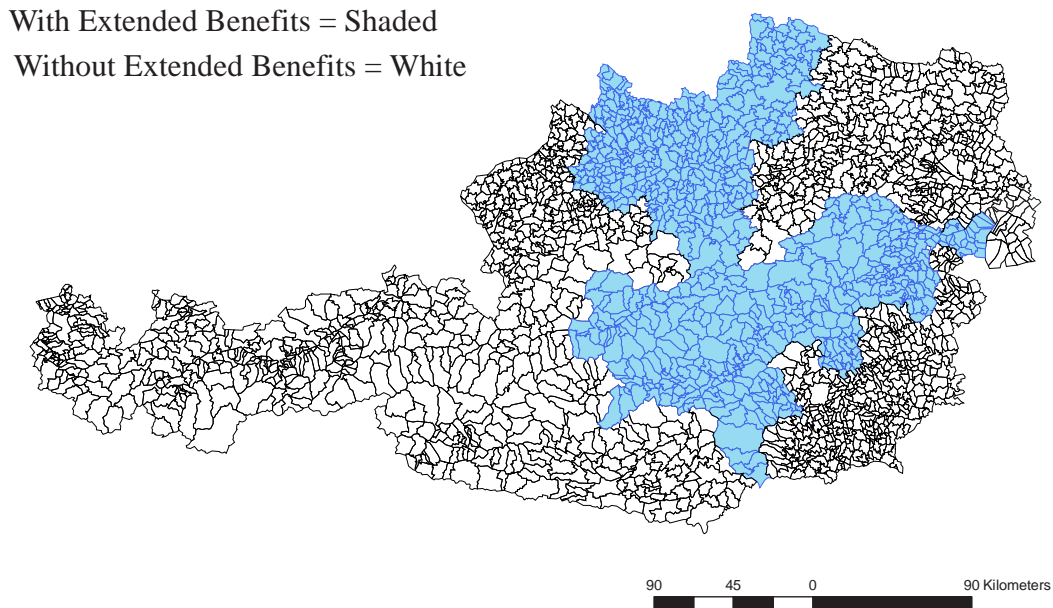 With Extended Benefits = Shaded
Without Extended Benefits = White
90 45 0 90 Kilometers